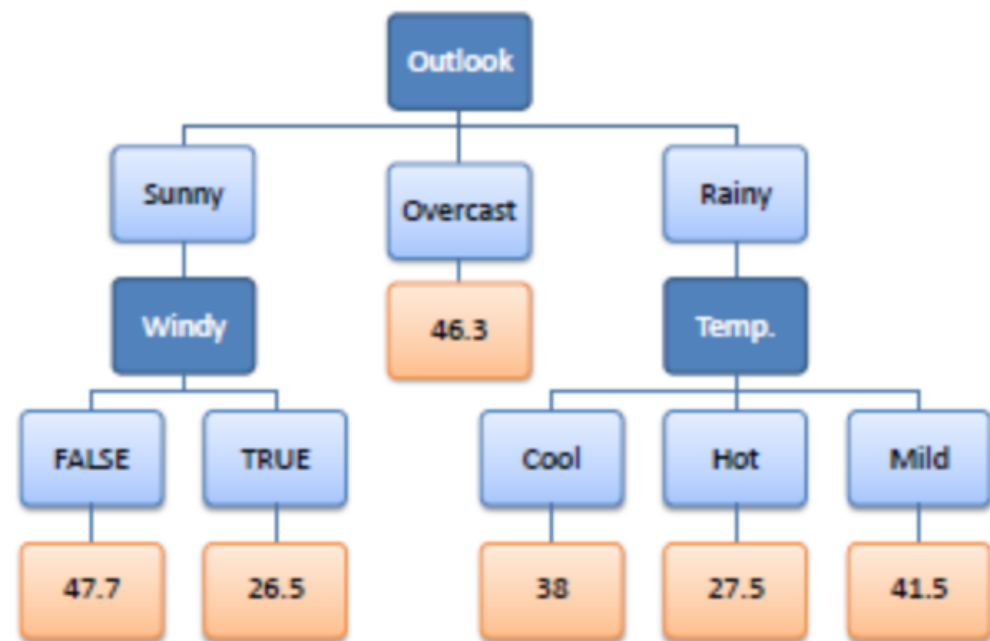 Outlook
Sunny
Overcast
Rainy
Windy
46.3
Temp.
FALSE
TRUE
Cool
Hot
Mild
47.7
26.5
38
27.5
41.5